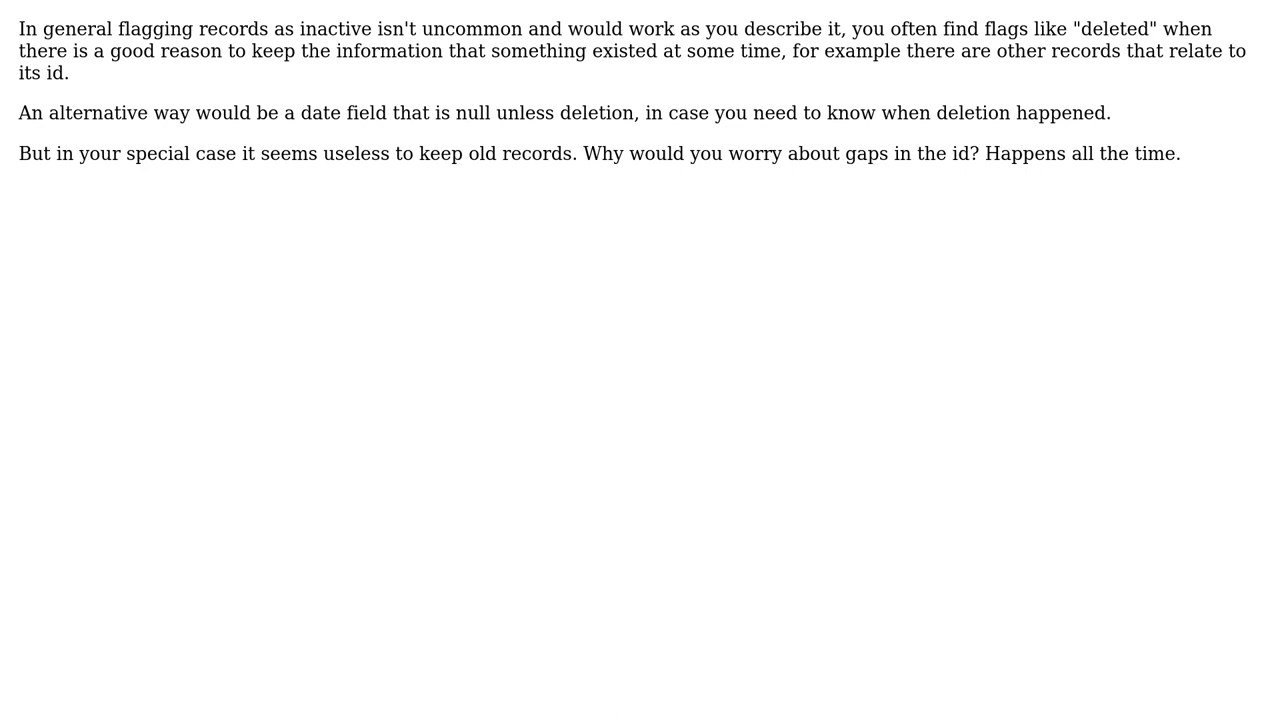 In general flagging records as inactive isn't uncommon and would work as you describe it, you often find flags like "deleted" when
there is a good reason to keep the information that something existed at some time, for example there are other records that relate to
its id.
An alternative way would be a date field that is null unless deletion, in case you need to know when deletion happened.
But in your special case it seems useless to keep old records. Why would you worry about gaps in the id? Happens all the time.